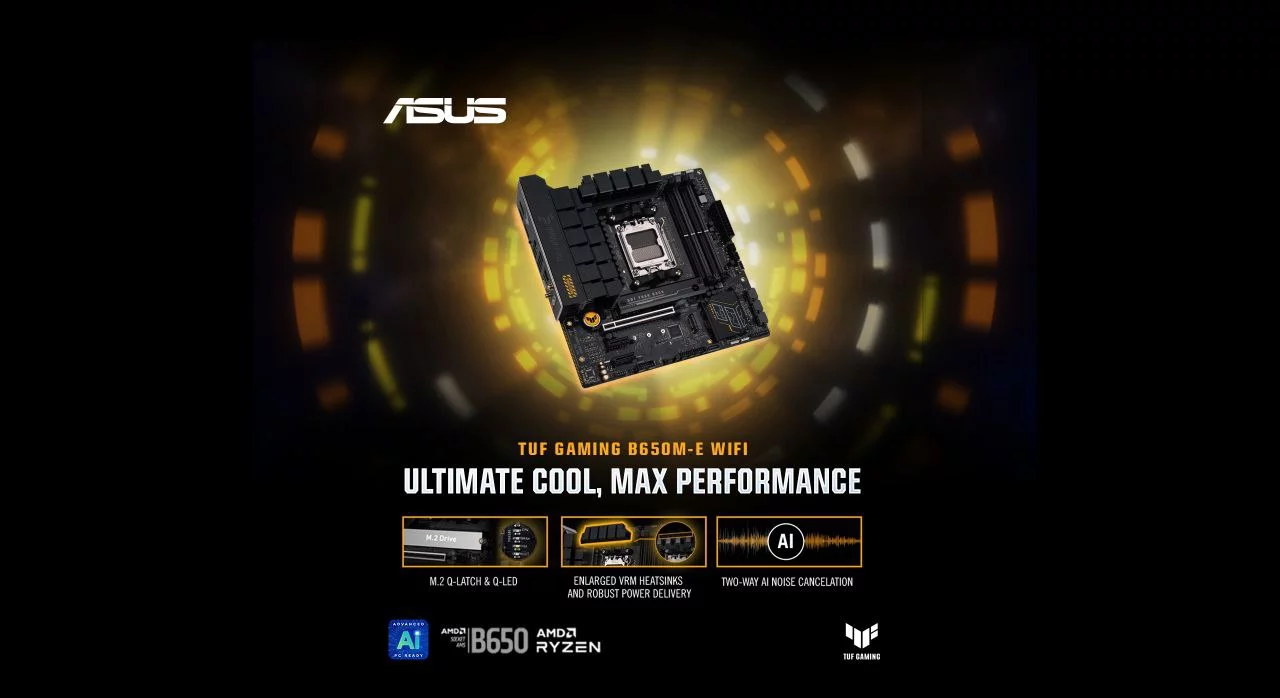 ASUS
TUF GAMING B650M-E WIFI
ULTIMATE COOL, MAX PERFORMANCE
M.2 Drive
AI
M.2 Q-LATCH & Q-LED
ENLARGED VRM HEATSINKS
AND ROBUST POWER DELIVERY
TWO-WAY AI NOISE CANCELATION
ADVANCED
Ai
PC READY
AMD
SOCKET
AM5
B650
AMD
RYZEN
TUF GAMING